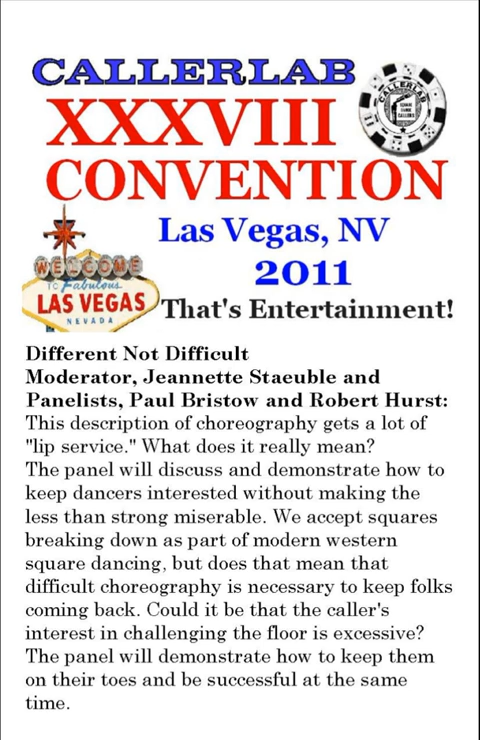 CALLERLAB
XXXVIII
CONVENTION
CALLERLAB
Las Vegas, NV
2011
That's Entertainment!
WELCOME
TO Fabulous
LAS VEGAS
NEVADA
Different Not Difficult
Moderator, Jeannette Staeuble and
Panelists, Paul Bristow and Robert Hurst:
This description of choreography gets a lot of
"lip service." What does it really mean?
The panel will discuss and demonstrate how to
keep dancers interested without making the
less than strong miserable. We accept squares
breaking down as part of modern western
square dancing, but does that mean that
difficult choreography is necessary to keep folks
coming back. Could it be that the caller's
interest in challenging the floor is excessive?
The panel will demonstrate how to keep them
on their toes and be successful at the same
time.